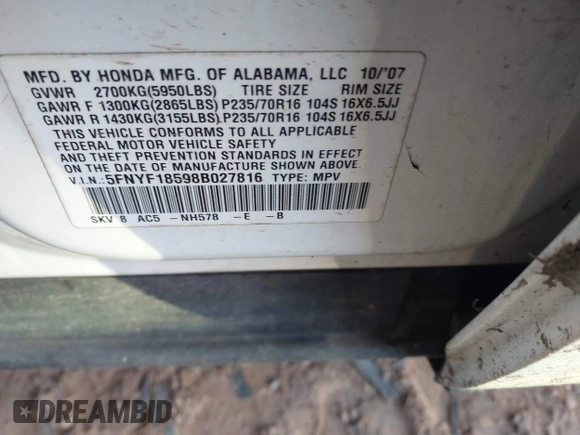 MFD. BY HONDA MFG. OF ALABAMA, LLC 10/'07
GVWR 2700KG(5950LBS) TIRE SIZE RIM SIZE
GAWR F 1300KG(2865LBS)P235/70R16 104S 16X6.5JJ
GAWR R 1430KG(3155LBS)P235/70R16 104S 16X6.5JJ
THIS VEHICLE CONFORMS TO ALL APPLICABLE
FEDERAL MOTOR VEHICLE SAFETY
AND THEFT PREVENTION STANDARDS IN EFFECT
ON THE DATE OF MANUFACTURE SHOWN ABOVE.
V.I.N.: 5FNYF18598B027816 TYPE: MPV
SKV 8 AC5 -NH578 -E -B
DREAMBID